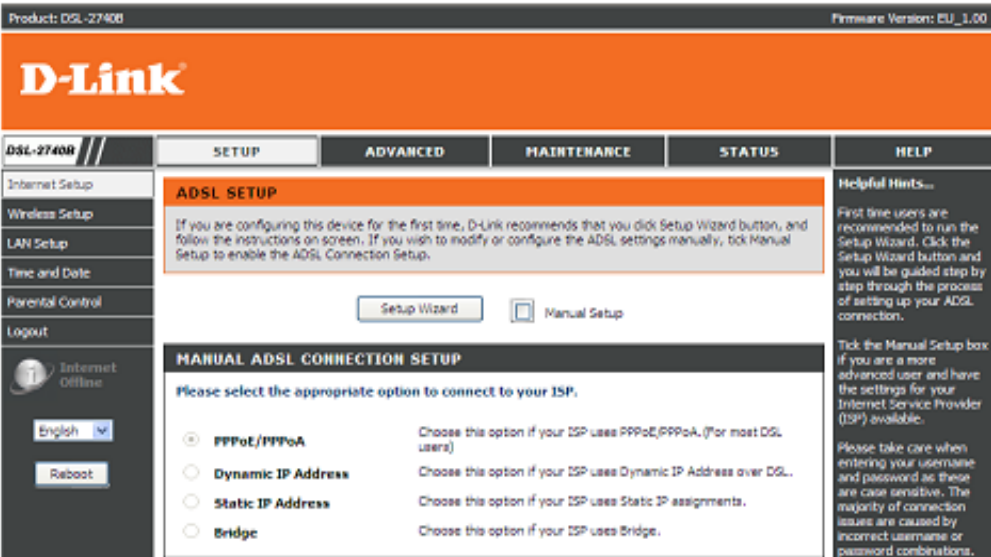 Product: DSL-2740B
Firmware Version: EU_1.00
D-Link
DSL-2740B
SETUP
ADVANCED
MAINTENANCE
STATUS
HELP
Internet Setup
Wireless Setup
LAN Setup
Time and Date
Parental Control
Logout
Internet
Offline
English
Reboot
ADSL SETUP
If you are configuring this device for the first time, D-Link recommends that you click Setup Wizard button, and
follow the instructions on screen. If you wish to modify or configure the ADSL settings manually, tick Manual
Setup to enable the ADSL Connection Setup.
Setup Wizard
Manual Setup
MANUAL ADSL CONNECTION SETUP
Please select the appropriate option to connect to your ISP.
PPPoE/PPPoA
Choose this option if your ISP uses PPPoE/PPPoA.(For most DSL
users)
Dynamic IP Address
Choose this option if your ISP uses Dynamic IP Address over DSL.
Static IP Address
Choose this option if your ISP uses Static IP assignments.
Bridge
Choose this option if your ISP uses Bridge.
Helpful Hints...
First time users are
recommended to run the
Setup Wizard. Click the
Setup Wizard button and
you will be guided step by
step through the process
of setting up your ADSL
connection.
Tick the Manual Setup box
if you are a more
advanced user and have
the settings for your
Internet Service Provider
(ISP) available.
Please take care when
entering your username
and password as these
are case sensitive. The
majority of connection
issues are caused by
incorrect username or
password combinations.